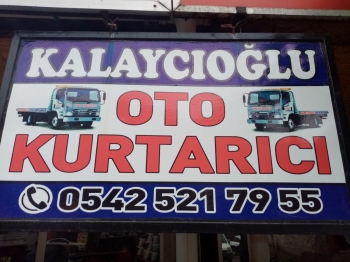 KALAYCIOĞLU
OTO
KURTARICI
0542 521 79 55